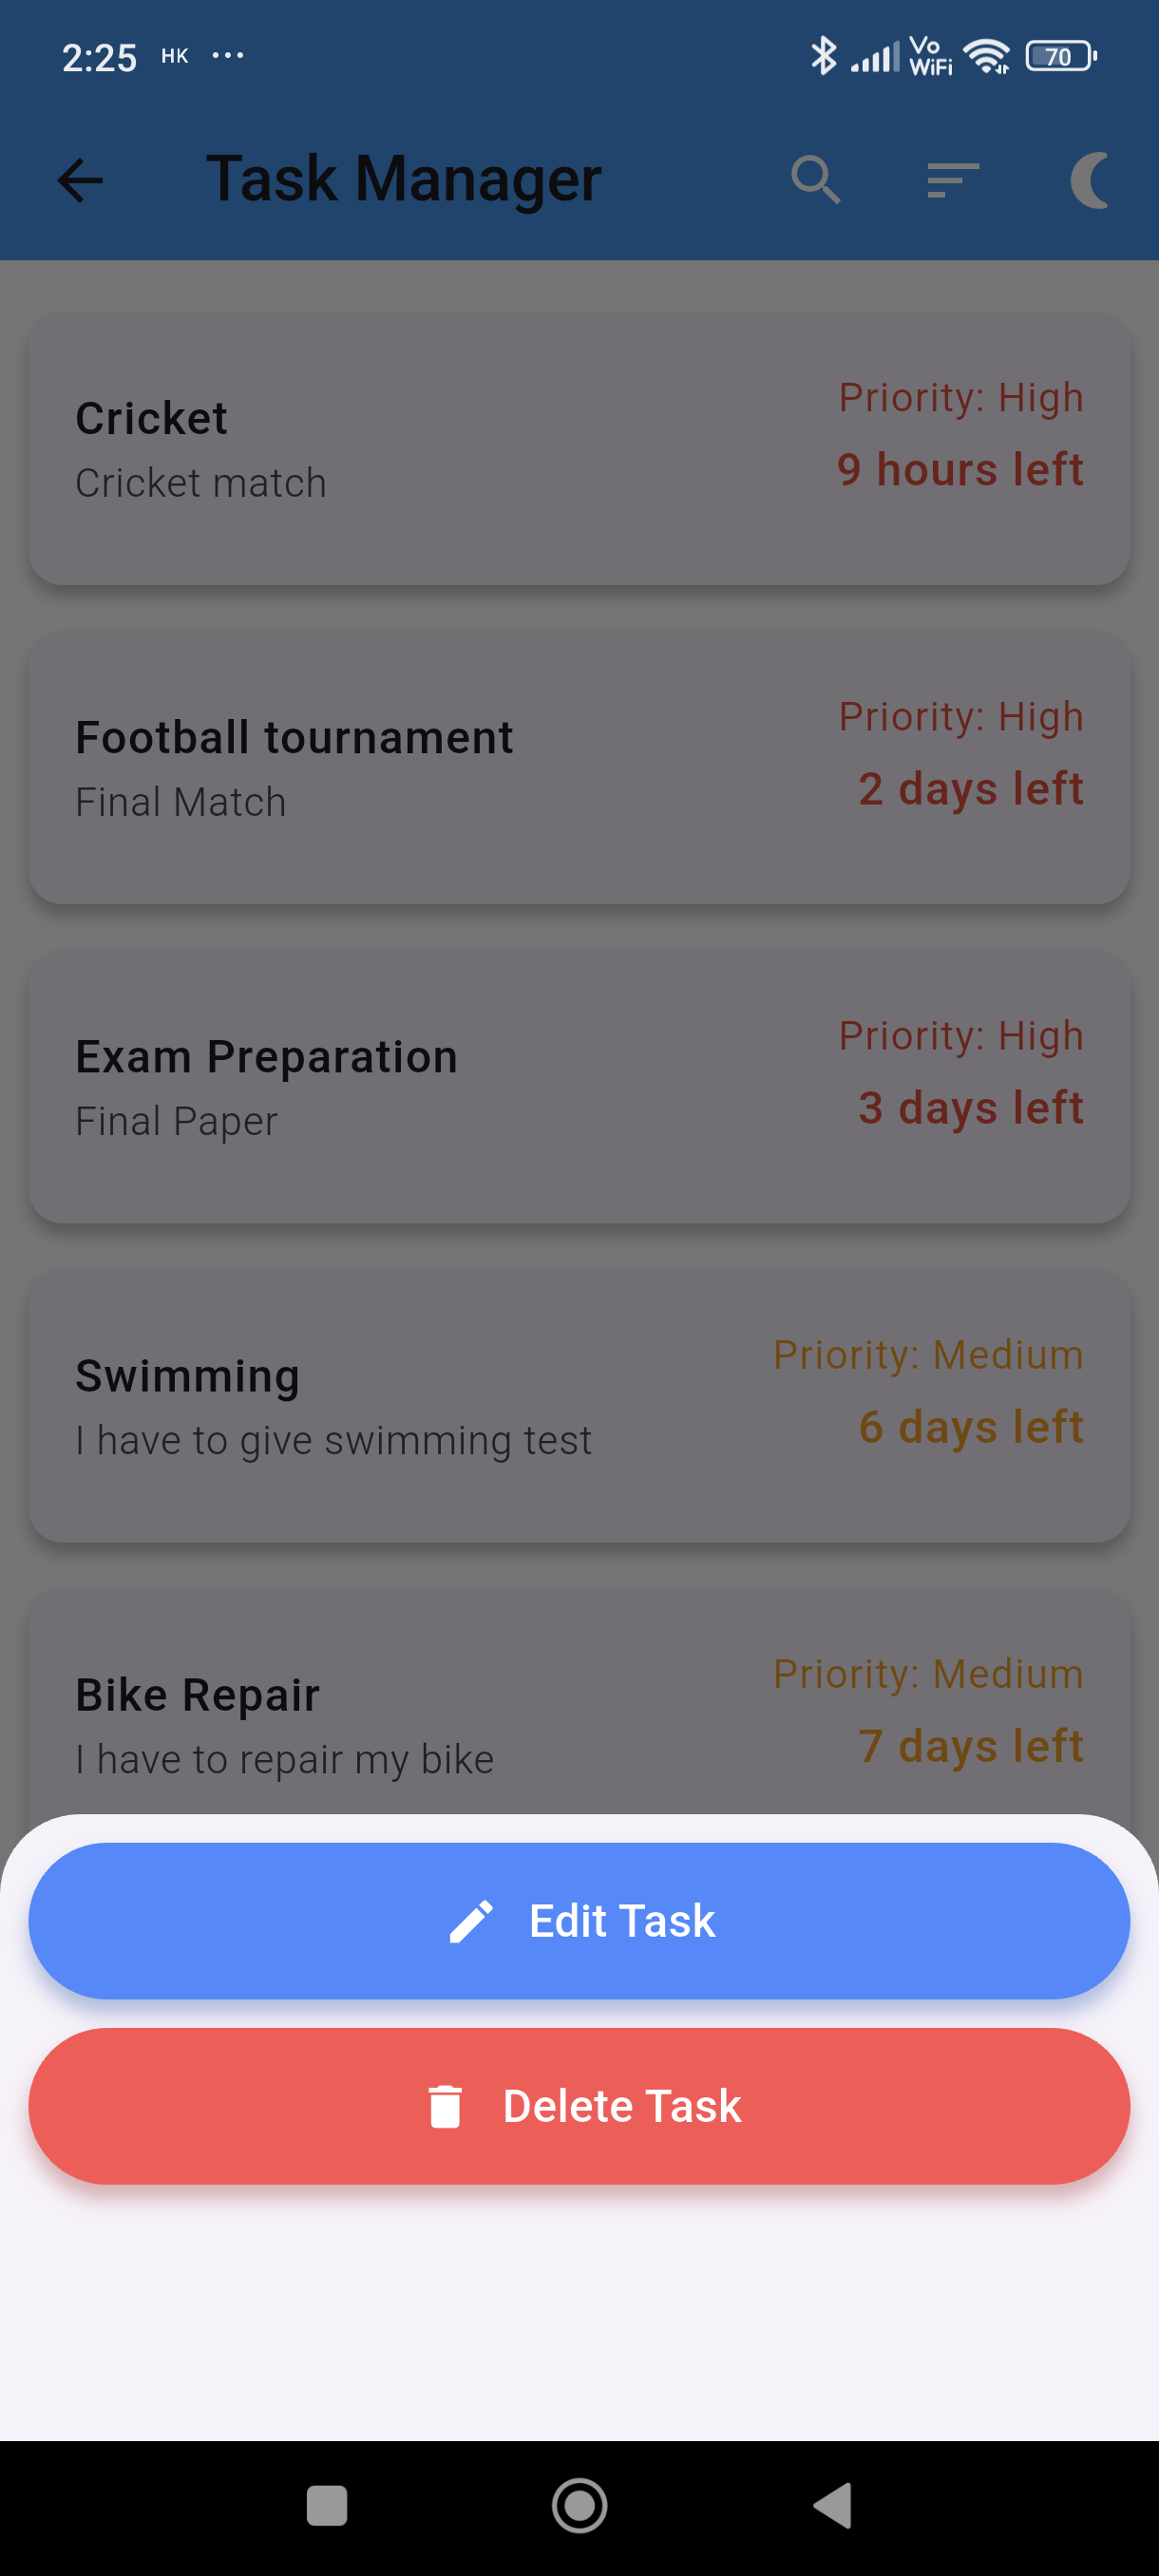 2:25 HK ... Vo WiFi 70
Task Manager
Cricket
Cricket match
Priority: High
9 hours left
Football tournament
Final Match
Priority: High
2 days left
Exam Preparation
Final Paper
Priority: High
3 days left
Swimming
I have to give swimming test
Priority: Medium
6 days left
Bike Repair
I have to repair my bike
Priority: Medium
7 days left
Edit Task
Delete Task